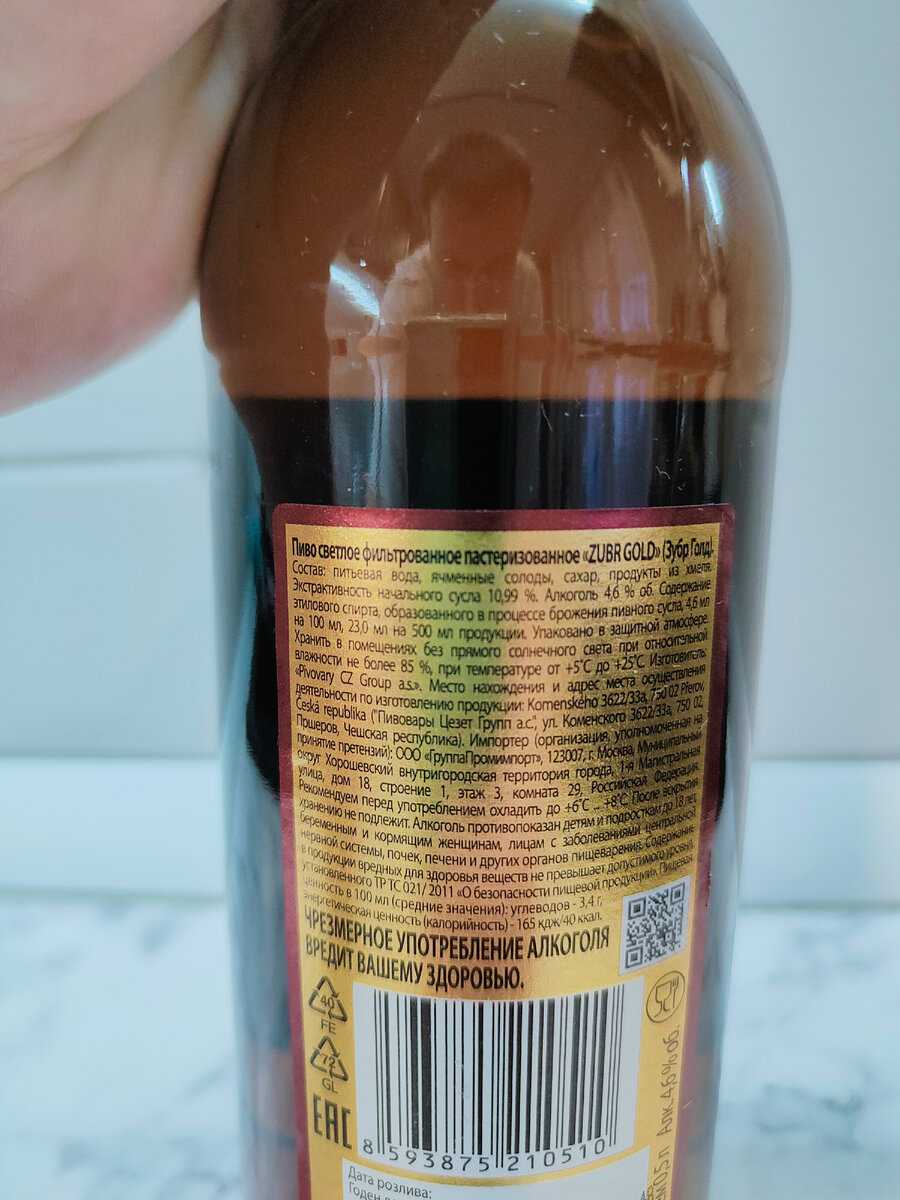 Пиво светлое фильтрованное пастеризованное «ZUBR GOLD» (Зубр Голд).
Состав: питьевая вода, ячменные солоды, сахар, продукты из хмеля.
Экстрактивность начального сусла 10,99 %. Алкоголь 4,6 % об. Содержание
этилового спирта, образованного в процессе брожения пивного сусла, 4,6 мл
на 100 мл, 23,0 мл на 500 мл продукции. Упаковано в защитной атмосфере.
Хранить в помещениях без прямого солнечного света при относительной
влажности не более 85 %, при температуре от +5˚C до +25˚C. Изготовитель:
«Pivovary CZ Group a.s.». Место нахождения и адрес места осуществления
деятельности по изготовлению продукции: Komenského 3622/33a, 750 02 Přerov,
Česká republika ("Пивовары Цезет Групп а.с.", ул. Коменского 3622/33а, 750 02,
Пшеров, Чешская республика). Импортер (организация, уполномоченная на
принятие претензий): ООО «ГруппаПромимпорт», 123007, г. Москва, Муниципальный
округ Хорошевский внутригородская территория города, 1-я Магистральная
улица, дом 18, строение 1, этаж 3, комната 29, Российская Федерация.
Рекомендуем перед употреблением охладить до +6˚C ... +8˚C. После вскрытия
хранению не подлежит. Алкоголь противопоказан детям и подросткам до 18 лет,
беременным и кормящим женщинам, лицам с заболеваниями центральной
нервной системы, почек, печени и других органов пищеварения. Содержание
в продукции вредных для здоровья веществ не превышает допустимого уровня,
установленного ТР ТС 021/ 2011 «О безопасности пищевой продукции». Пищевая
ценность в 100 мл (средние значения): углеводов - 3,4 г,
энергетическая ценность (калорийность) - 165 кдж/40 ккал.
ЧРЕЗМЕРНОЕ УПОТРЕБЛЕНИЕ АЛКОГОЛЯ
ВРЕДИТ ВАШЕМУ ЗДОРОВЬЮ.
40
FE
72
GL
EAC
8 593875 210510
0,5 л Алк. 4,6% об.
Дата розлива:
Годен